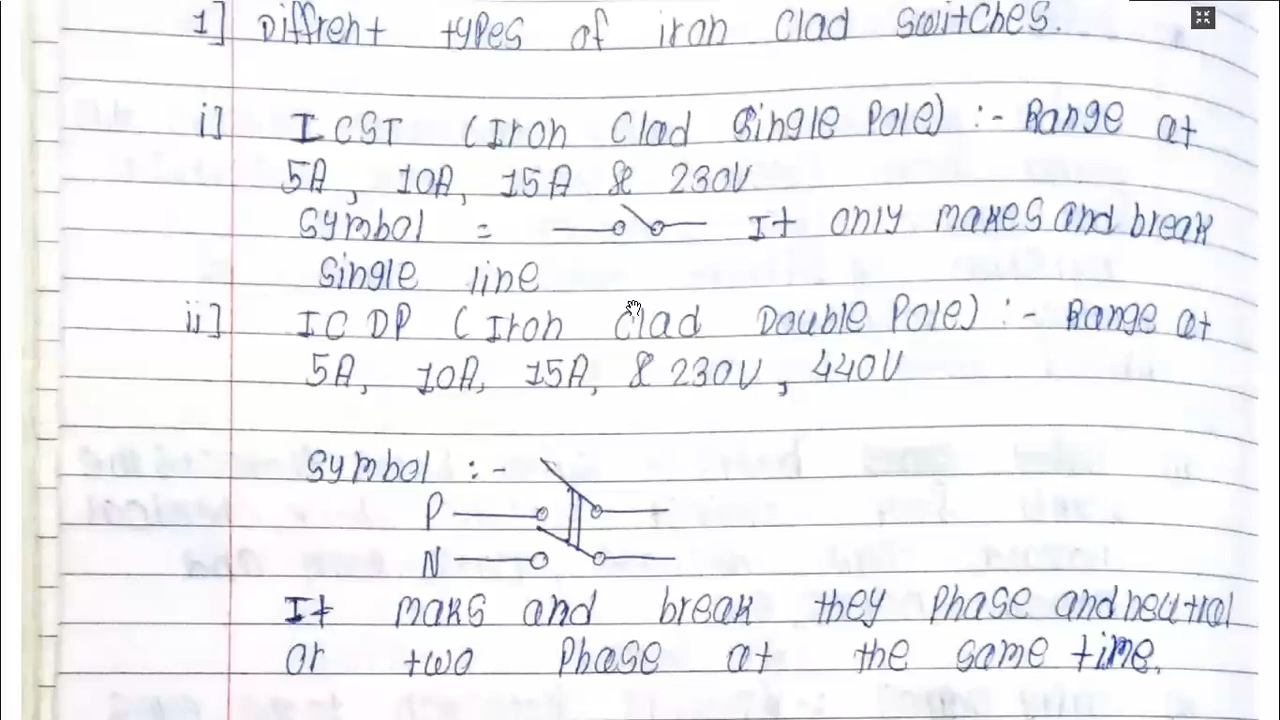 1] Diffrent types of iron clad switches.
i] ICST (Iron Clad Single Pole) :- Range at
5A, 10A, 15A & 230V
Symbol = It only makes and break
single line
ii] ICDP (Iron Clad Double Pole) :- Range at
5A, 10A, 15A, & 230V, 440V
Symbol :-
P
N
It maks and break they phase and neutral
or two phase at the same time.